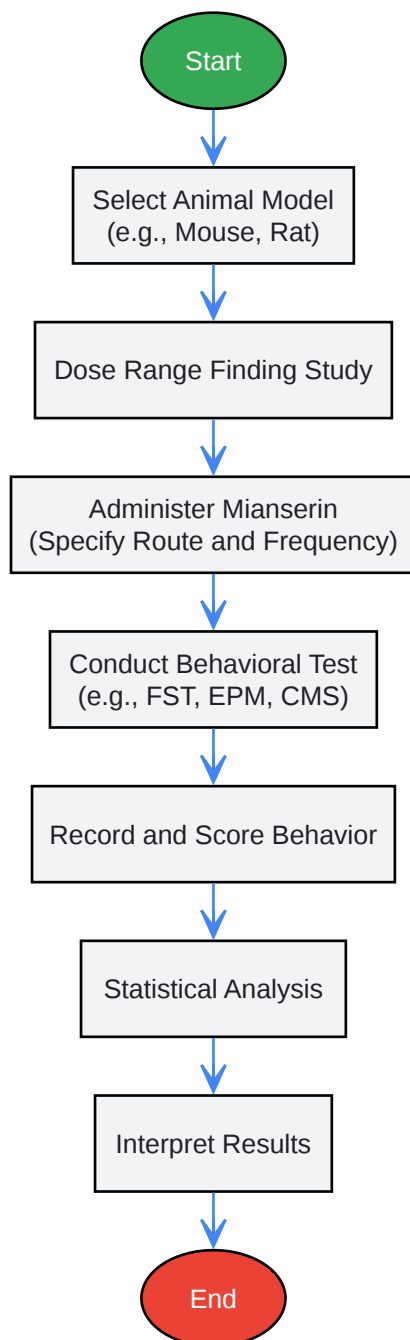 Start
Select Animal Model
(e.g., Mouse, Rat)
Dose Range Finding Study
Administer Mianserin
(Specify Route and Frequency)
Conduct Behavioral Test
(e.g., FST, EPM, CMS)
Record and Score Behavior
Statistical Analysis
Interpret Results
End